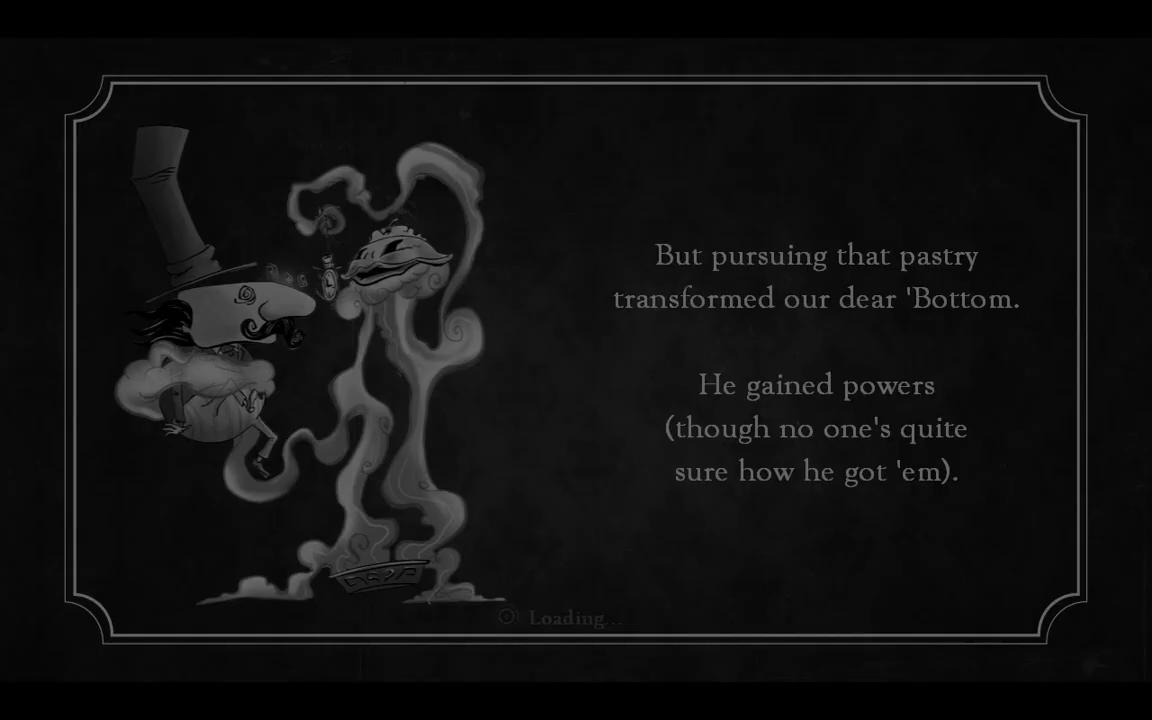 But pursuing that pastry
transformed our dear 'Bottom.
He gained powers
(though no one's quite
sure how he got 'em).
Loading...